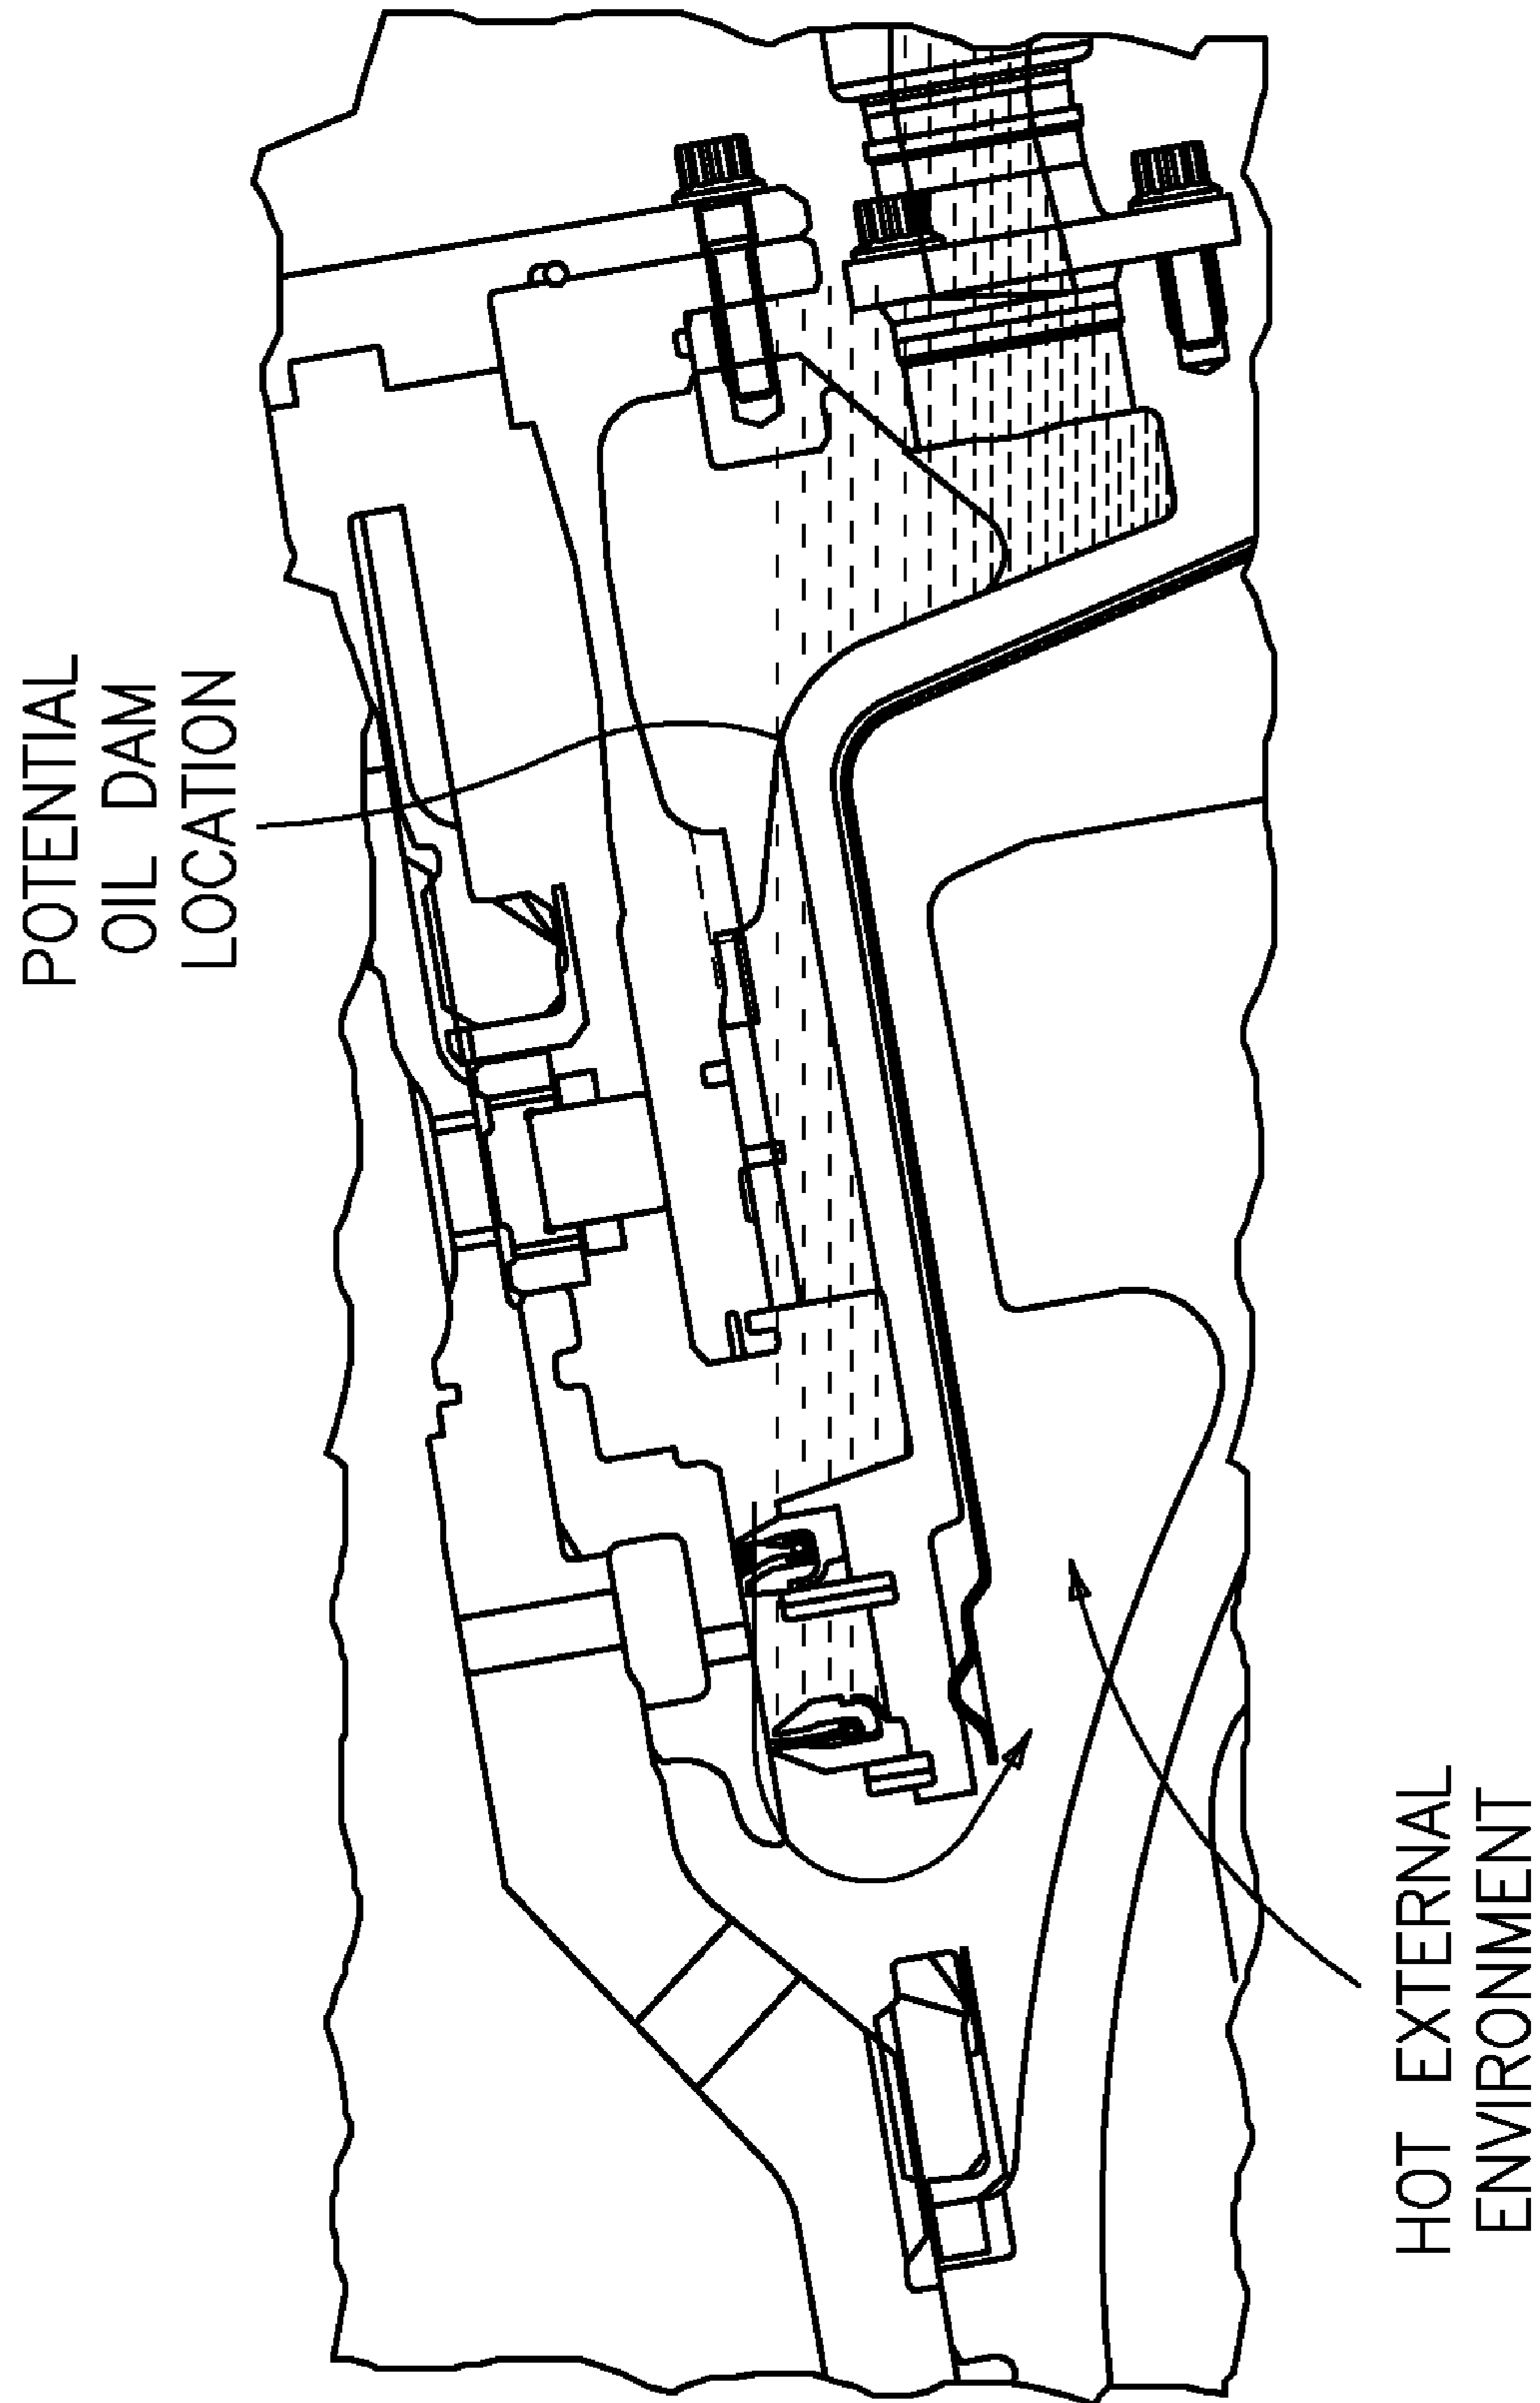 POTENTIAL
OIL DAM
LOCATION
HOT EXTERNAL
ENVIRONMENT